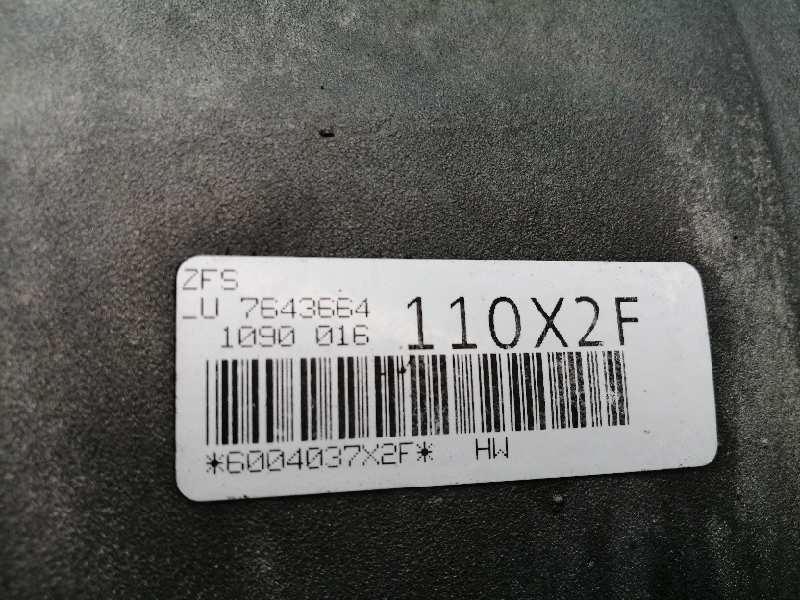 ZFS
_U 7643664
1090 016
110X2F
*6004037X2F* HW